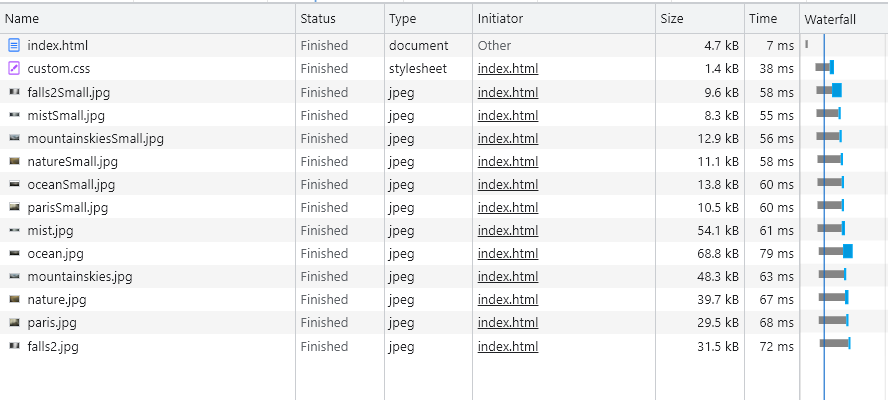 Name Status Type Initiator Size Time Waterfall
index.html Finished document Other 4.7 kB 7 ms
custom.css Finished stylesheet index.html 1.4 kB 38 ms
falls2Small.jpg Finished jpeg index.html 9.6 kB 58 ms
mistSmall.jpg Finished jpeg index.html 8.3 kB 55 ms
mountainskiesSmall.jpg Finished jpeg index.html 12.9 kB 56 ms
natureSmall.jpg Finished jpeg index.html 11.1 kB 58 ms
oceanSmall.jpg Finished jpeg index.html 13.8 kB 60 ms
parisSmall.jpg Finished jpeg index.html 10.5 kB 60 ms
mist.jpg Finished jpeg index.html 54.1 kB 61 ms
ocean.jpg Finished jpeg index.html 68.8 kB 79 ms
mountainskies.jpg Finished jpeg index.html 48.3 kB 63 ms
nature.jpg Finished jpeg index.html 39.7 kB 67 ms
paris.jpg Finished jpeg index.html 29.5 kB 68 ms
falls2.jpg Finished jpeg index.html 31.5 kB 72 ms